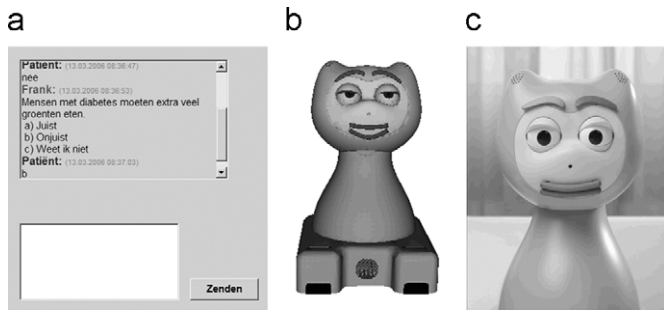 a
b
c
Patient: (13.03.2006 08:36:47)
nee
Frank: (13.03.2006 08:36:53)
Mensen met diabetes moeten extra veel
groenten eten.
a) Juist
b) Onjuist
c) Weet ik niet
Patiënt: (13.03.2006 08:37:03)
b
Zenden